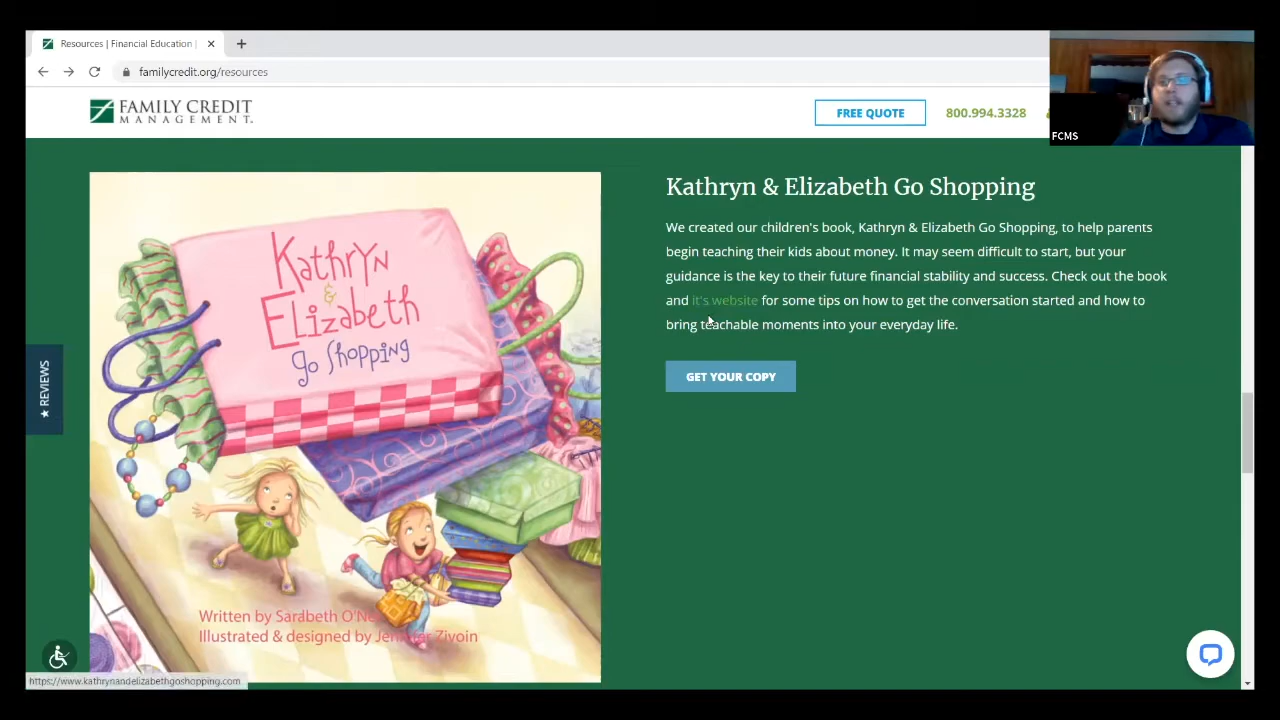 Resources | Financial Education |
familycredit.org/resources
FAMILY CREDIT
MANAGEMENT.
FREE QUOTE
800.994.3328
FCMS
Kathryn
&
Elizabeth
go Shopping
Written by Sarabeth
Illustrated & designed by Zivoin
Kathryn & Elizabeth Go Shopping
We created our children's book, Kathryn & Elizabeth Go Shopping, to help parents
begin teaching their kids about money. It may seem difficult to start, but your
guidance is the key to their future financial stability and success. Check out the book
and it's website for some tips on how to get the conversation started and how to
bring teachable moments into your everyday life.
GET YOUR COPY
★ REVIEWS
https://www.kathrynandelizabethgoshopping.com